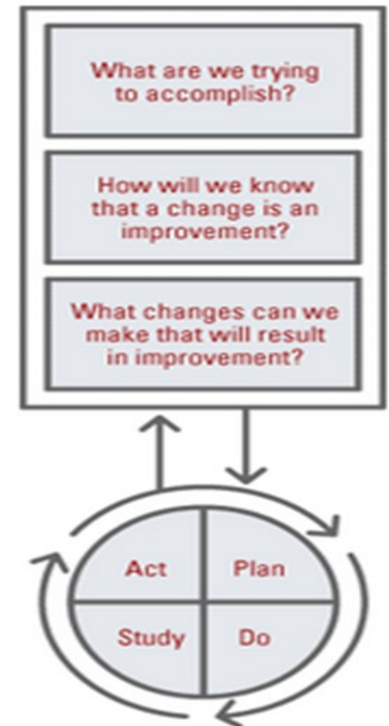 What are we trying
to accomplish?
How will we know
that a change is an
improvement?
What changes can we
make that will result
in improvement?
Act
Plan
Study
Do